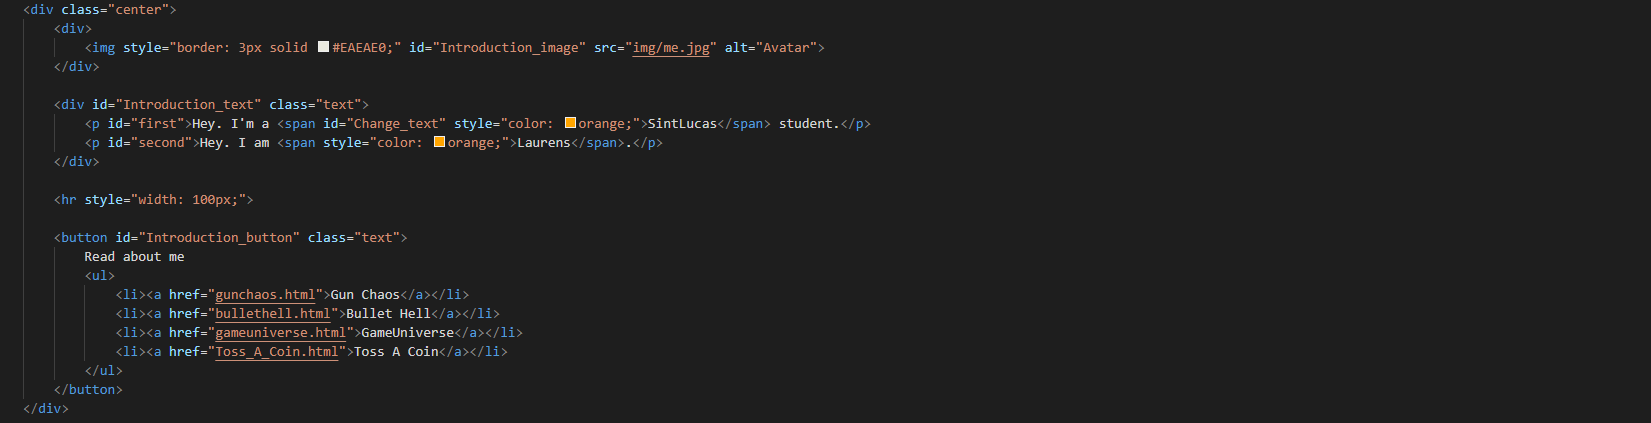 <div class="center">
<div>
<img style="border: 3px solid #EAEAE0;" id="Introduction_image" src="img/me.jpg" alt="Avatar">
</div>
<div id="Introduction_text" class="text">
<p id="first">Hey. I'm a <span id="Change_text" style="color: orange;">SintLucas</span> student.</p>
<p id="second">Hey. I am <span style="color: orange;">Laurens</span>.</p>
</div>
<hr style="width: 100px;">
<button id="Introduction_button" class="text">
Read about me
<ul>
<li><a href="gunchaos.html">Gun Chaos</a></li>
<li><a href="bullethell.html">Bullet Hell</a></li>
<li><a href="gameuniverse.html">GameUniverse</a></li>
<li><a href="Toss_A_Coin.html">Toss A Coin</a></li>
</ul>
</button>
</div>